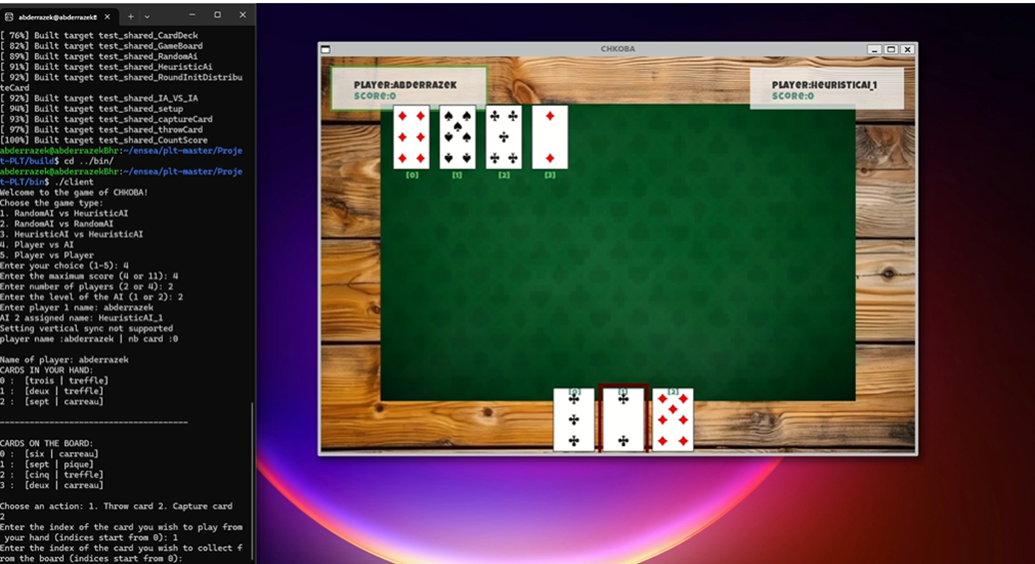 abderrazek@abderrazekB
[ 76%] Built target test_shared_CardDeck
[ 82%] Built target test_shared_GameBoard
[ 89%] Built target test_shared_RandomAi
[ 91%] Built target test_shared_HeuristicAi
[ 92%] Built target test_shared_RoundInitDistribu
teCard
[ 92%] Built target test_shared_IA_VS_IA
[ 94%] Built target test_shared_setup
[ 93%] Built target test_shared_captureCard
[ 97%] Built target test_shared_throwCard
[100%] Built target test_shared_CountScore
abderrazek@abderrazekBhr:~/ensea/plt-master/Proje
t-PLT/build$ cd ../bin/
abderrazek@abderrazekBhr:~/ensea/plt-master/Proje
t-PLT/bin$ ./client
Welcome to the game of CHKOBA!
Choose the game type:
1. RandomAI vs HeuristicAI
2. RandomAI vs RandomAI
3. HeuristicAI vs HeuristicAI
4. Player vs AI
5. Player vs Player
Enter your choice (1-5): 4
Enter the maximum score (4 or 11): 4
Enter number of players (2 or 4): 2
Enter the level of the AI (1 or 2): 2
Enter player 1 name: abderrazek
AI 2 assigned name: HeuristicAI_1
Setting vertical sync not supported
player name :abderrazek | nb card :0
Name of player: abderrazek
CARDS IN YOUR HAND:
0 : [trois | treffle]
1 : [deux | treffle]
2 : [sept | carreau]
----------------------------------------
CARDS ON THE BOARD:
0 : [six | carreau]
1 : [sept | pique]
2 : [cinq | treffle]
3 : [deux | carreau]
Choose an action: 1. Throw card 2. Capture card
2
Enter the index of the card you wish to play from
your hand (indices start from 0): 1
Enter the index of the card you wish to collect f
rom the board (indices start from 0):
CHKOBA
PLAYER:ABDERRAZEK
SCORE:0
PLAYER:HEURISTICAI_1
SCORE:0
[0] [1] [2] [3]
[0] [1] [2]